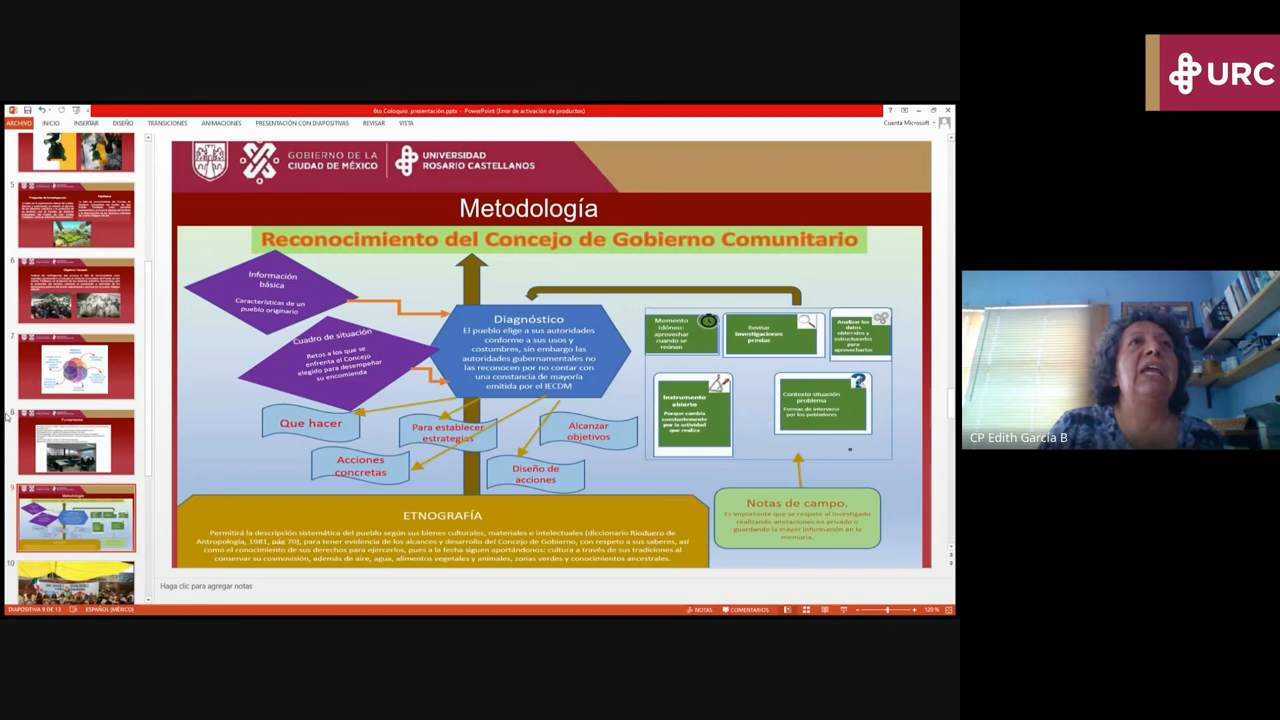 URC
6to Coloquio presentación.pptx - PowerPoint (Error de activación de productos)
ARCHIVO INICIO INSERTAR DISEÑO TRANSICIONES ANIMACIONES PRESENTACIÓN CON DIAPOSITIVAS REVISAR VISTA
Cuenta Microsoft
GOBIERNO DE LA
CIUDAD DE MÉXICO
UNIVERSIDAD
ROSARIO CASTELLANOS
Metodología
Reconocimiento del Concejo de Gobierno Comunitario
Información
básica
Características de un
pueblo originario
Cuadro de situación
Retos a los que se
enfrenta el Concejo
elegido para desempeñar
su encomienda
Diagnóstico
El pueblo elige a sus autoridades
conforme a sus usos y
costumbres, sin embargo las
autoridades gubernamentales no
las reconocen por no contar con
una constancia de mayoría
emitida por el IECDM
Momento
idóneo:
aprovechar
cuando se
reúnen
Revisar
investigaciones
previas
Analizar los
datos
obtenidos y
estructurarlos
para
aprovecharlos
Instrumento
abierto
Porque cambia
constantemente
por la actividad
que realiza
Contexto situación
problema
Formas de intervenir
por los pobladores
Que hacer
Para establecer
estrategias
Alcanzar
objetivos
Acciones
concretas
Diseño de
acciones
ETNOGRAFÍA
Permitirá la descripción sistemática del pueblo según sus bienes culturales, materiales e intelectuales (diccionario Rioduero de
Antropología, 1981, pág 70), para tener evidencia de los alcances y desarrollo del Concejo de Gobierno, con respeto a sus saberes, así
como el conocimiento de sus derechos para ejercerlos, pues a la fecha siguen aportándonos: cultura a través de sus tradiciones al
conservar su cosmovisión, además de aire, agua, alimentos vegetales y animales, zonas verdes y conocimientos ancestrales.
Notas de campo.
Es importante que se respete al investigado
realizando anotaciones en privado o
guardando la mayor información en la
memoria.
5
6
7
8
9
10
Haga clic para agregar notas
DIAPOSITIVA 9 DE 13 ESPAÑOL (MÉXICO)
NOTAS COMENTARIOS 120 %
CP Edith García B